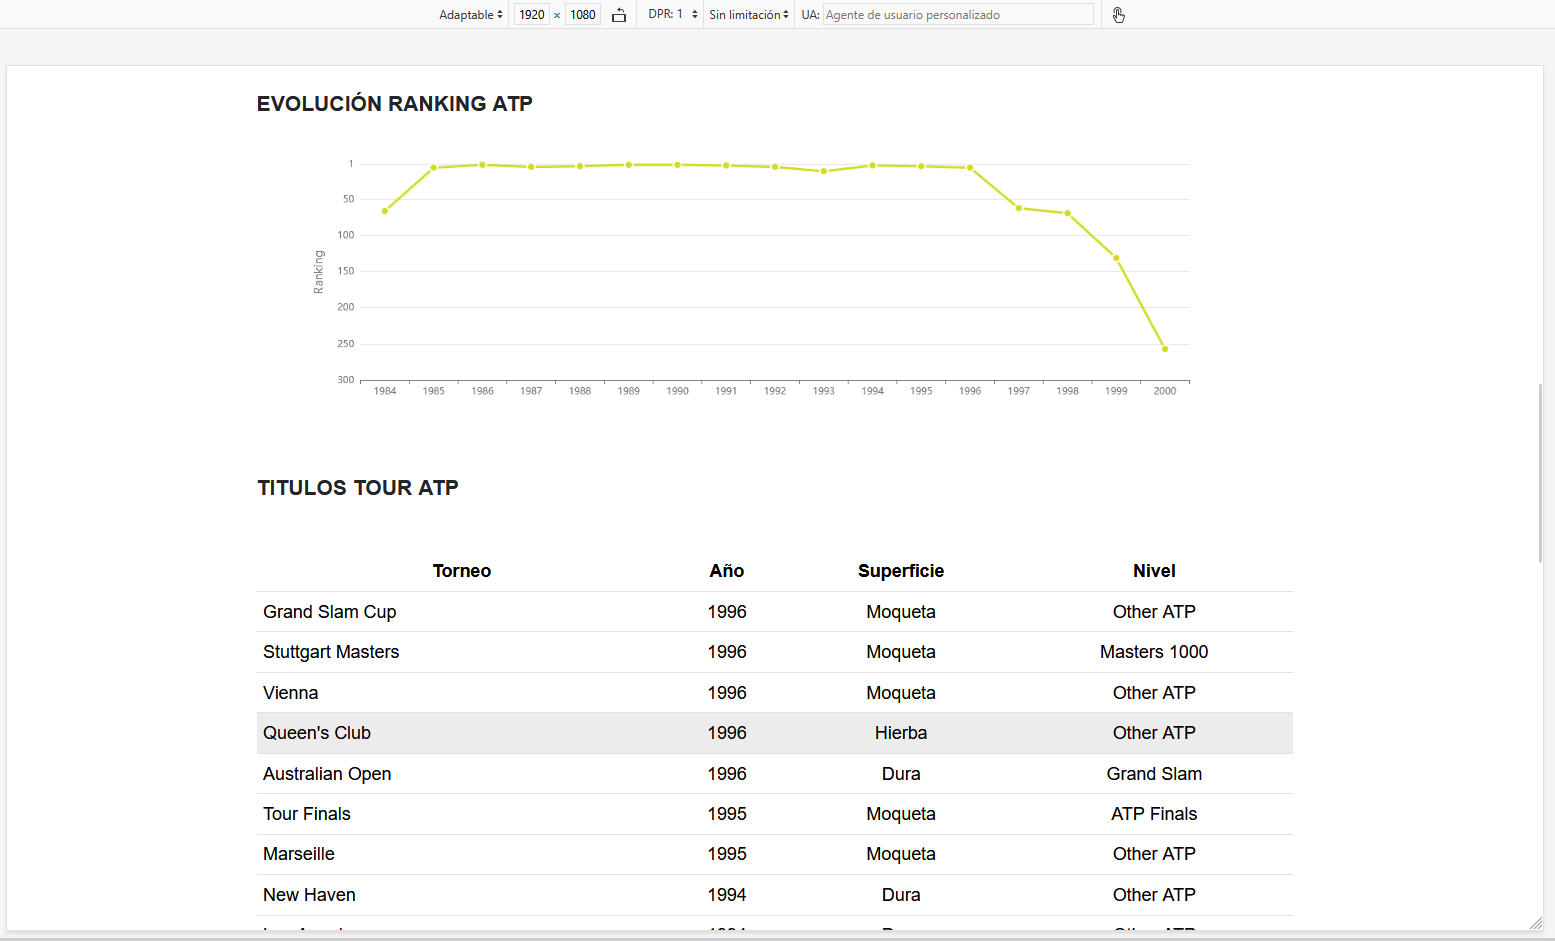 Adaptable 1920 × 1080 DPR: 1 Sin limitación UA: Agente de usuario personalizado
EVOLUCIÓN RANKING ATP
1
50
100
150
200
250
300
Ranking
1984 1985 1986 1987 1988 1989 1990 1991 1992 1993 1994 1995 1996 1997 1998 1999 2000
TITULOS TOUR ATP
Torneo Año Superficie Nivel
Grand Slam Cup 1996 Moqueta Other ATP
Stuttgart Masters 1996 Moqueta Masters 1000
Vienna 1996 Moqueta Other ATP
Queen's Club 1996 Hierba Other ATP
Australian Open 1996 Dura Grand Slam
Tour Finals 1995 Moqueta ATP Finals
Marseille 1995 Moqueta Other ATP
New Haven 1994 Dura Other ATP